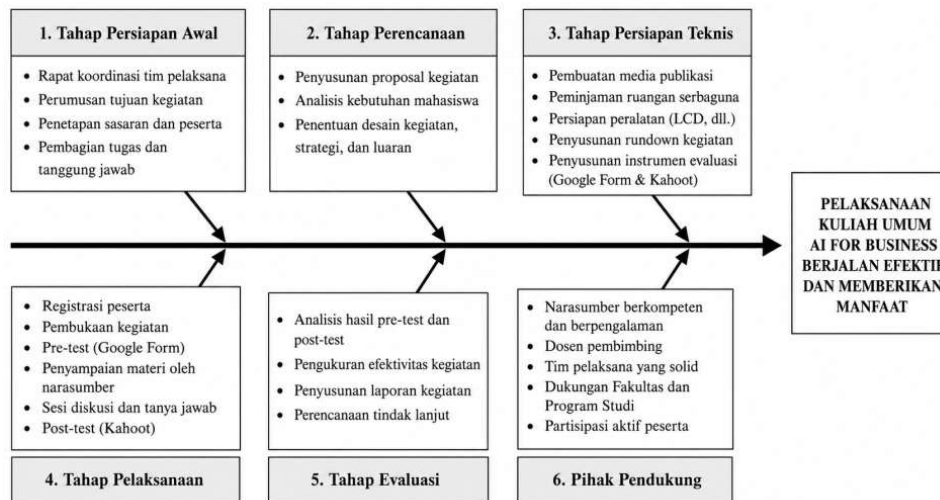 1. Tahap Persiapan Awal
• Rapat koordinasi tim pelaksana
• Perumusan tujuan kegiatan
• Penetapan sasaran dan peserta
• Pembagian tugas dan
tanggung jawab
2. Tahap Perencanaan
• Penyusunan proposal kegiatan
• Analisis kebutuhan mahasiswa
• Penentuan desain kegiatan,
strategi, dan luaran
3. Tahap Persiapan Teknis
• Pembuatan media publikasi
• Peminjaman ruangan serbaguna
• Persiapan peralatan (LCD, dll.)
• Penyusunan rundown kegiatan
• Penyusunan instrumen evaluasi
(Google Form & Kahoot)
PELAKSANAAN
KULIAH UMUM
AI FOR BUSINESS
BERJALAN EFEKTIF
DAN MEMBERIKAN
MANFAAT
• Registrasi peserta
• Pembukaan kegiatan
• Pre-test (Google Form)
• Penyampaian materi oleh
narasumber
• Sesi diskusi dan tanya jawab
• Post-test (Kahoot)
4. Tahap Pelaksanaan
• Analisis hasil pre-test dan
post-test
• Pengukuran efektivitas kegiatan
• Penyusunan laporan kegiatan
• Perencanaan tindak lanjut
5. Tahap Evaluasi
• Narasumber berkompeten
dan berpengalaman
• Dosen pembimbing
• Tim pelaksana yang solid
• Dukungan Fakultas dan
Program Studi
• Partisipasi aktif peserta
6. Pihak Pendukung